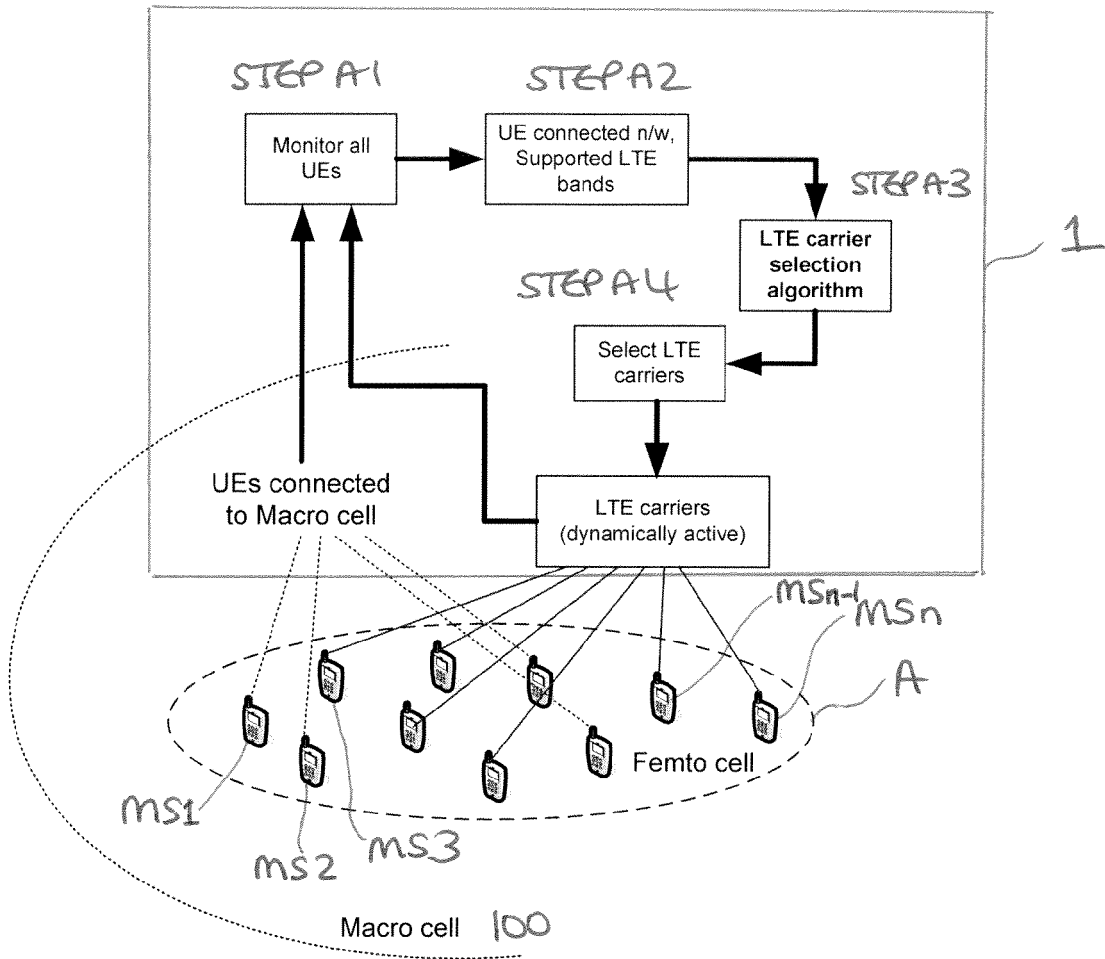 STEP A1
STEP A2
Monitor all
UEs
UE connected n/w,
Supported LTE
bands
STEP A3
1
LTE carrier
selection
algorithm
STEP A4
Select LTE
carriers
UEs connected
to Macro cell
LTE carriers
(dynamically active)
MSn-1
MSn
A
Femto cell
MS1
MS2
MS3
Macro cell 100